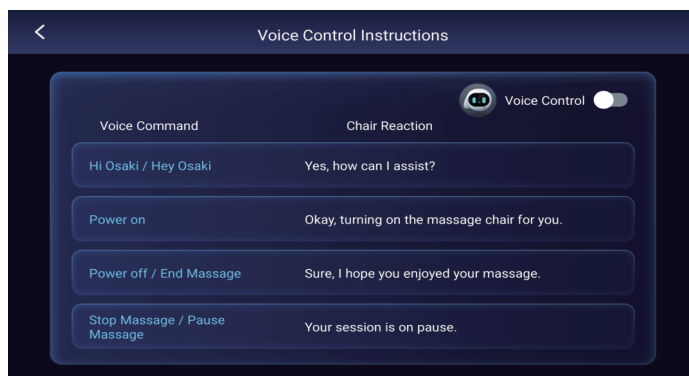 Voice Control Instructions
Voice Control
Voice Command Chair Reaction
Hi Osaki / Hey Osaki Yes, how can I assist?
Power on Okay, turning on the massage chair for you.
Power off / End Massage Sure, I hope you enjoyed your massage.
Stop Massage / Pause
Massage
Your session is on pause.